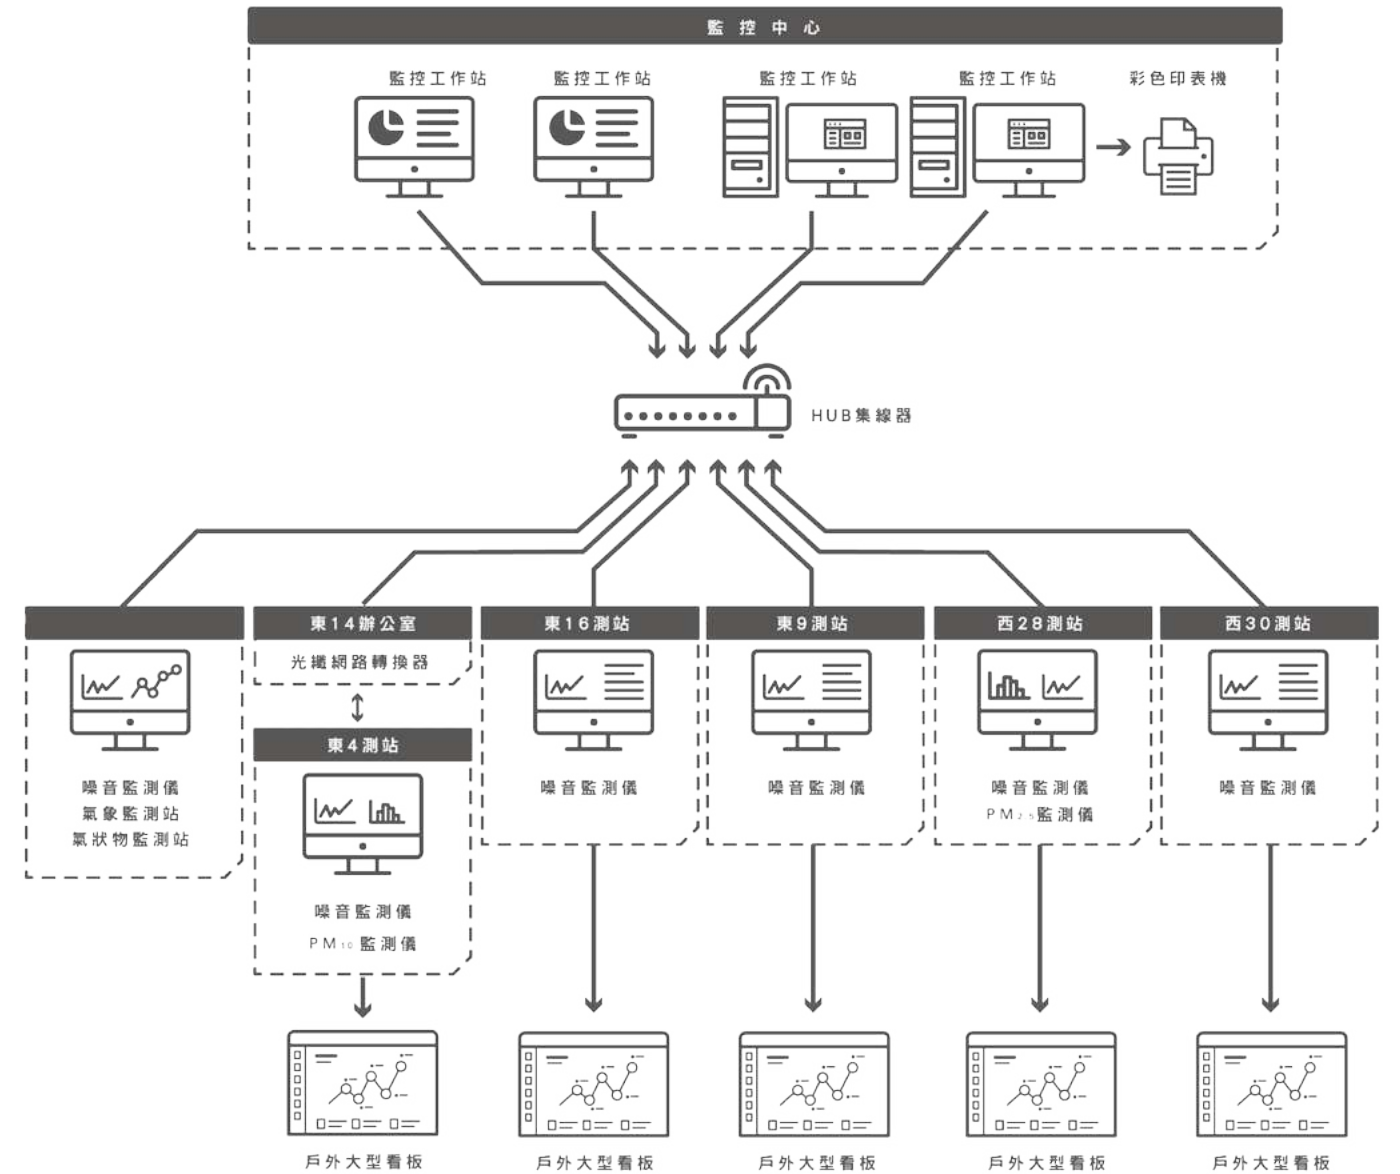 監控中心
監控工作站
監控工作站
監控工作站
監控工作站
彩色印表機
HUB集線器
東14辦公室
東16測站
東9測站
西28測站
西30測站
光纖網路轉換器
東4測站
噪音監測儀
氣象監測站
氣狀物監測站
噪音監測儀
PM10監測儀
噪音監測儀
噪音監測儀
噪音監測儀
PM2.5監測儀
噪音監測儀
戶外大型看板
戶外大型看板
戶外大型看板
戶外大型看板
戶外大型看板